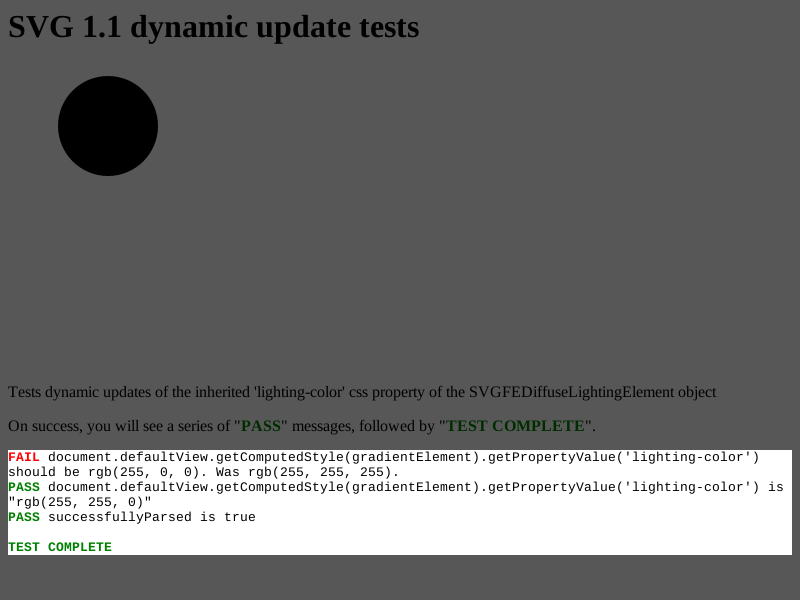 SVG 1.1 dynamic update tests
Tests dynamic updates of the inherited 'lighting-color' css property of the SVGFEDiffuseLightingElement object
On success, you will see a series of "PASS" messages, followed by "TEST COMPLETE".
FAIL document.defaultView.getComputedStyle(gradientElement).getPropertyValue('lighting-color')
should be rgb(255, 0, 0). Was rgb(255, 255, 255).
PASS document.defaultView.getComputedStyle(gradientElement).getPropertyValue('lighting-color') is
"rgb(255, 255, 0)"
PASS successfullyParsed is true
TEST COMPLETE